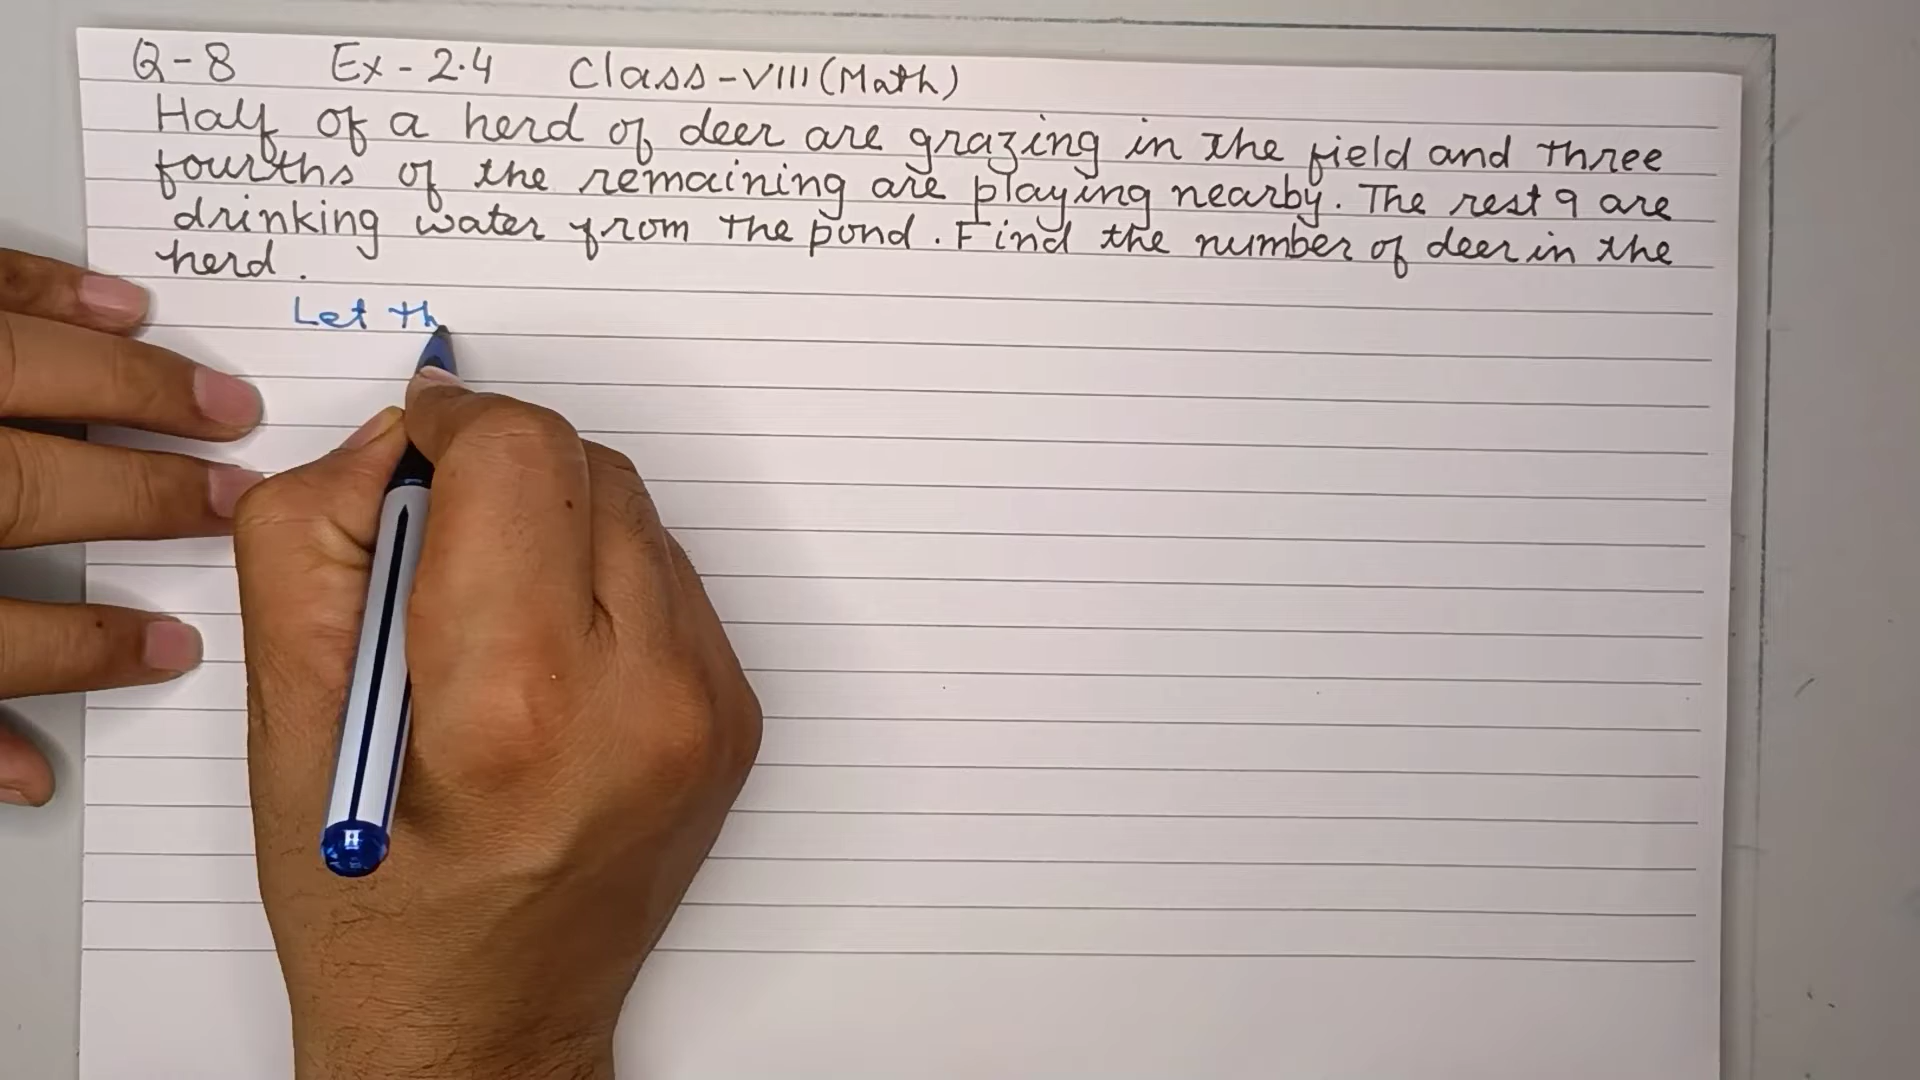 Q-8 Ex-2.4 Class-VIII (Math)
Half of a herd of deer are grazing in the field and three
fourths of the remaining are playing nearby. The rest 9 are
drinking water from the pond. Find the number of deer in the
herd.
Let th